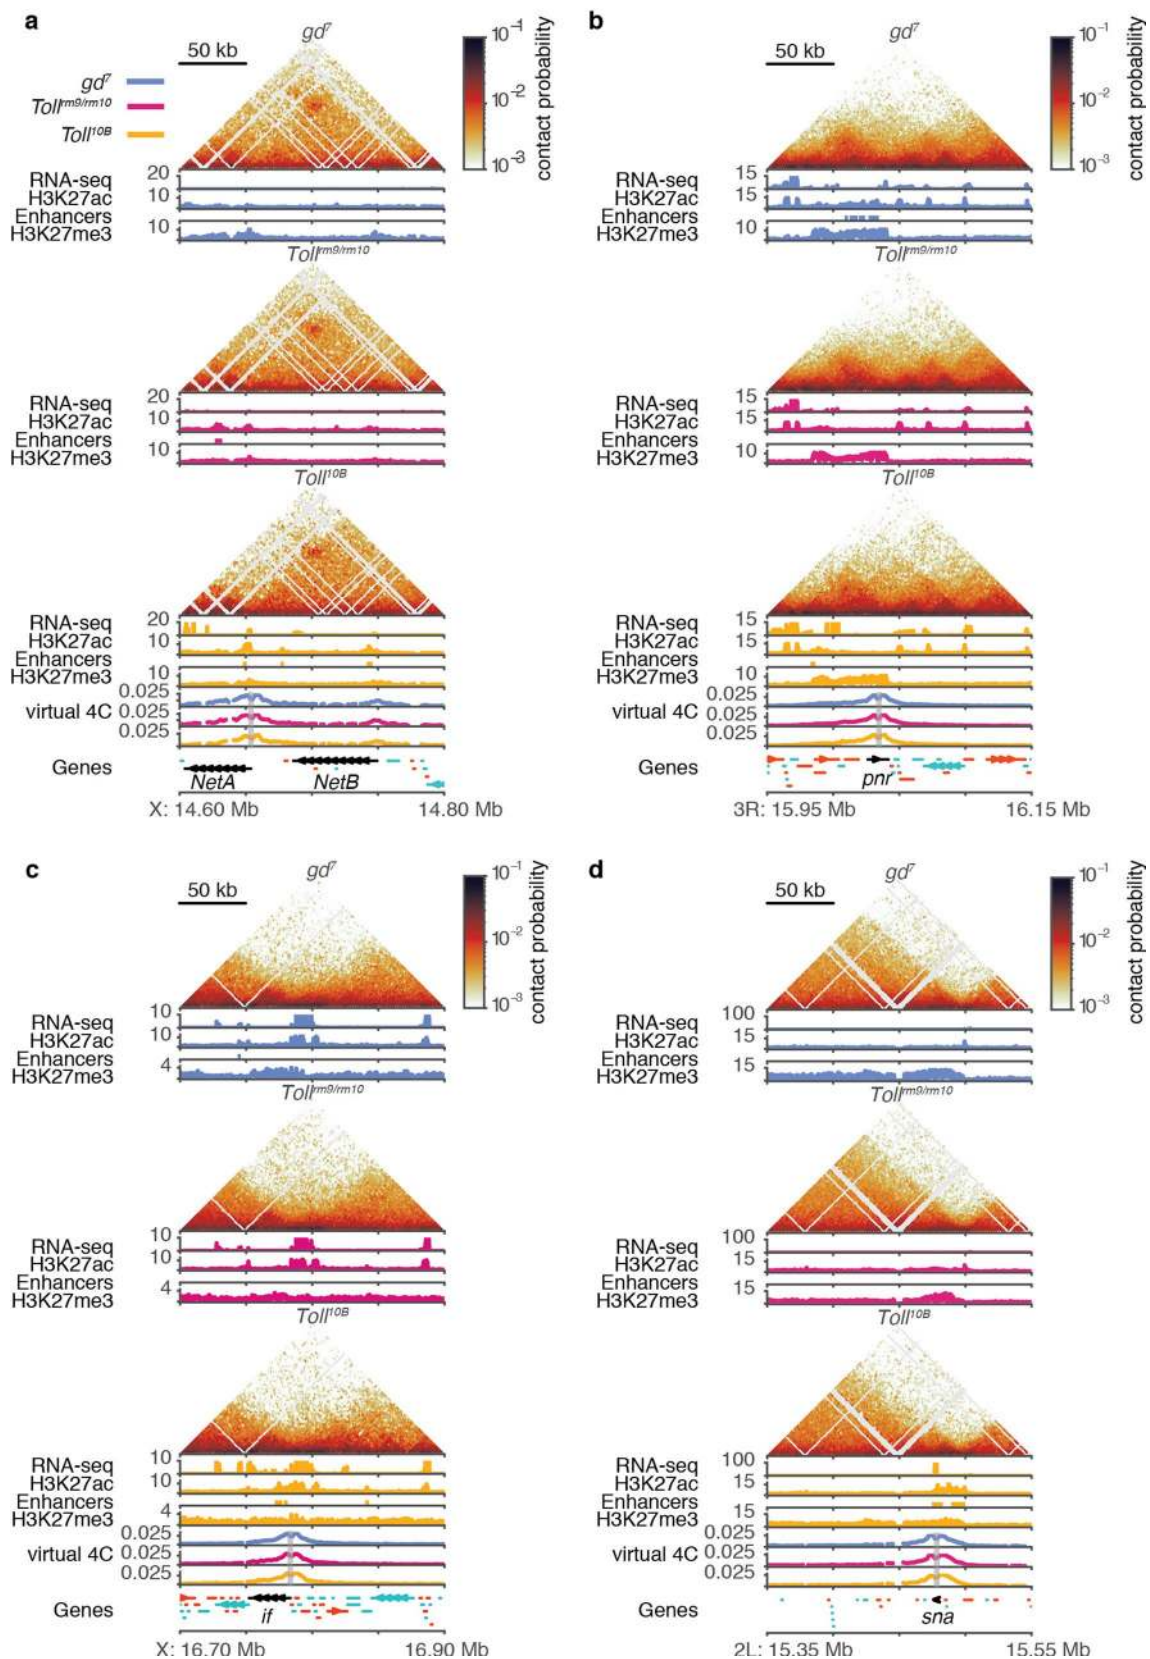 a
gd⁷
50 kb
gd⁷
Tollʳᵐ⁹/ʳᵐ¹⁰
Toll¹⁰ᴮ
10⁻¹
10⁻²
10⁻³
contact probability
RNA-seq 20
H3K27ac 10
Enhancers
H3K27me3 10
Tollʳᵐ⁹/ʳᵐ¹⁰
RNA-seq 20
H3K27ac 10
Enhancers
H3K27me3 10
Toll¹⁰ᴮ
RNA-seq 20
H3K27ac 10
Enhancers
H3K27me3 10
virtual 4C 0.025
0.025
0.025
Genes
NetA NetB
X: 14.60 Mb 14.80 Mb
b
gd⁷
50 kb
10⁻¹
10⁻²
10⁻³
contact probability
RNA-seq 15
H3K27ac 15
Enhancers
H3K27me3 10
Tollʳᵐ⁹/ʳᵐ¹⁰
RNA-seq 15
H3K27ac 15
Enhancers
H3K27me3 10
Toll¹⁰ᴮ
RNA-seq 15
H3K27ac 15
Enhancers
H3K27me3 10
virtual 4C 0.025
0.025
0.025
Genes
pnr
3R: 15.95 Mb 16.15 Mb
c
gd⁷
50 kb
10⁻¹
10⁻²
10⁻³
contact probability
RNA-seq 10
H3K27ac 10
Enhancers
H3K27me3 4
Tollʳᵐ⁹/ʳᵐ¹⁰
RNA-seq 10
H3K27ac 10
Enhancers
H3K27me3 4
Toll¹⁰ᴮ
RNA-seq 10
H3K27ac 10
Enhancers
H3K27me3 4
virtual 4C 0.025
0.025
0.025
Genes
if
X: 16.70 Mb 16.90 Mb
d
gd⁷
50 kb
10⁻¹
10⁻²
10⁻³
contact probability
RNA-seq 100
H3K27ac 15
Enhancers
H3K27me3 15
Tollʳᵐ⁹/ʳᵐ¹⁰
RNA-seq 100
H3K27ac 15
Enhancers
H3K27me3 15
Toll¹⁰ᴮ
RNA-seq 100
H3K27ac 15
Enhancers
H3K27me3 15
virtual 4C 0.025
0.025
0.025
Genes
sna
2L: 15.35 Mb 15.55 Mb